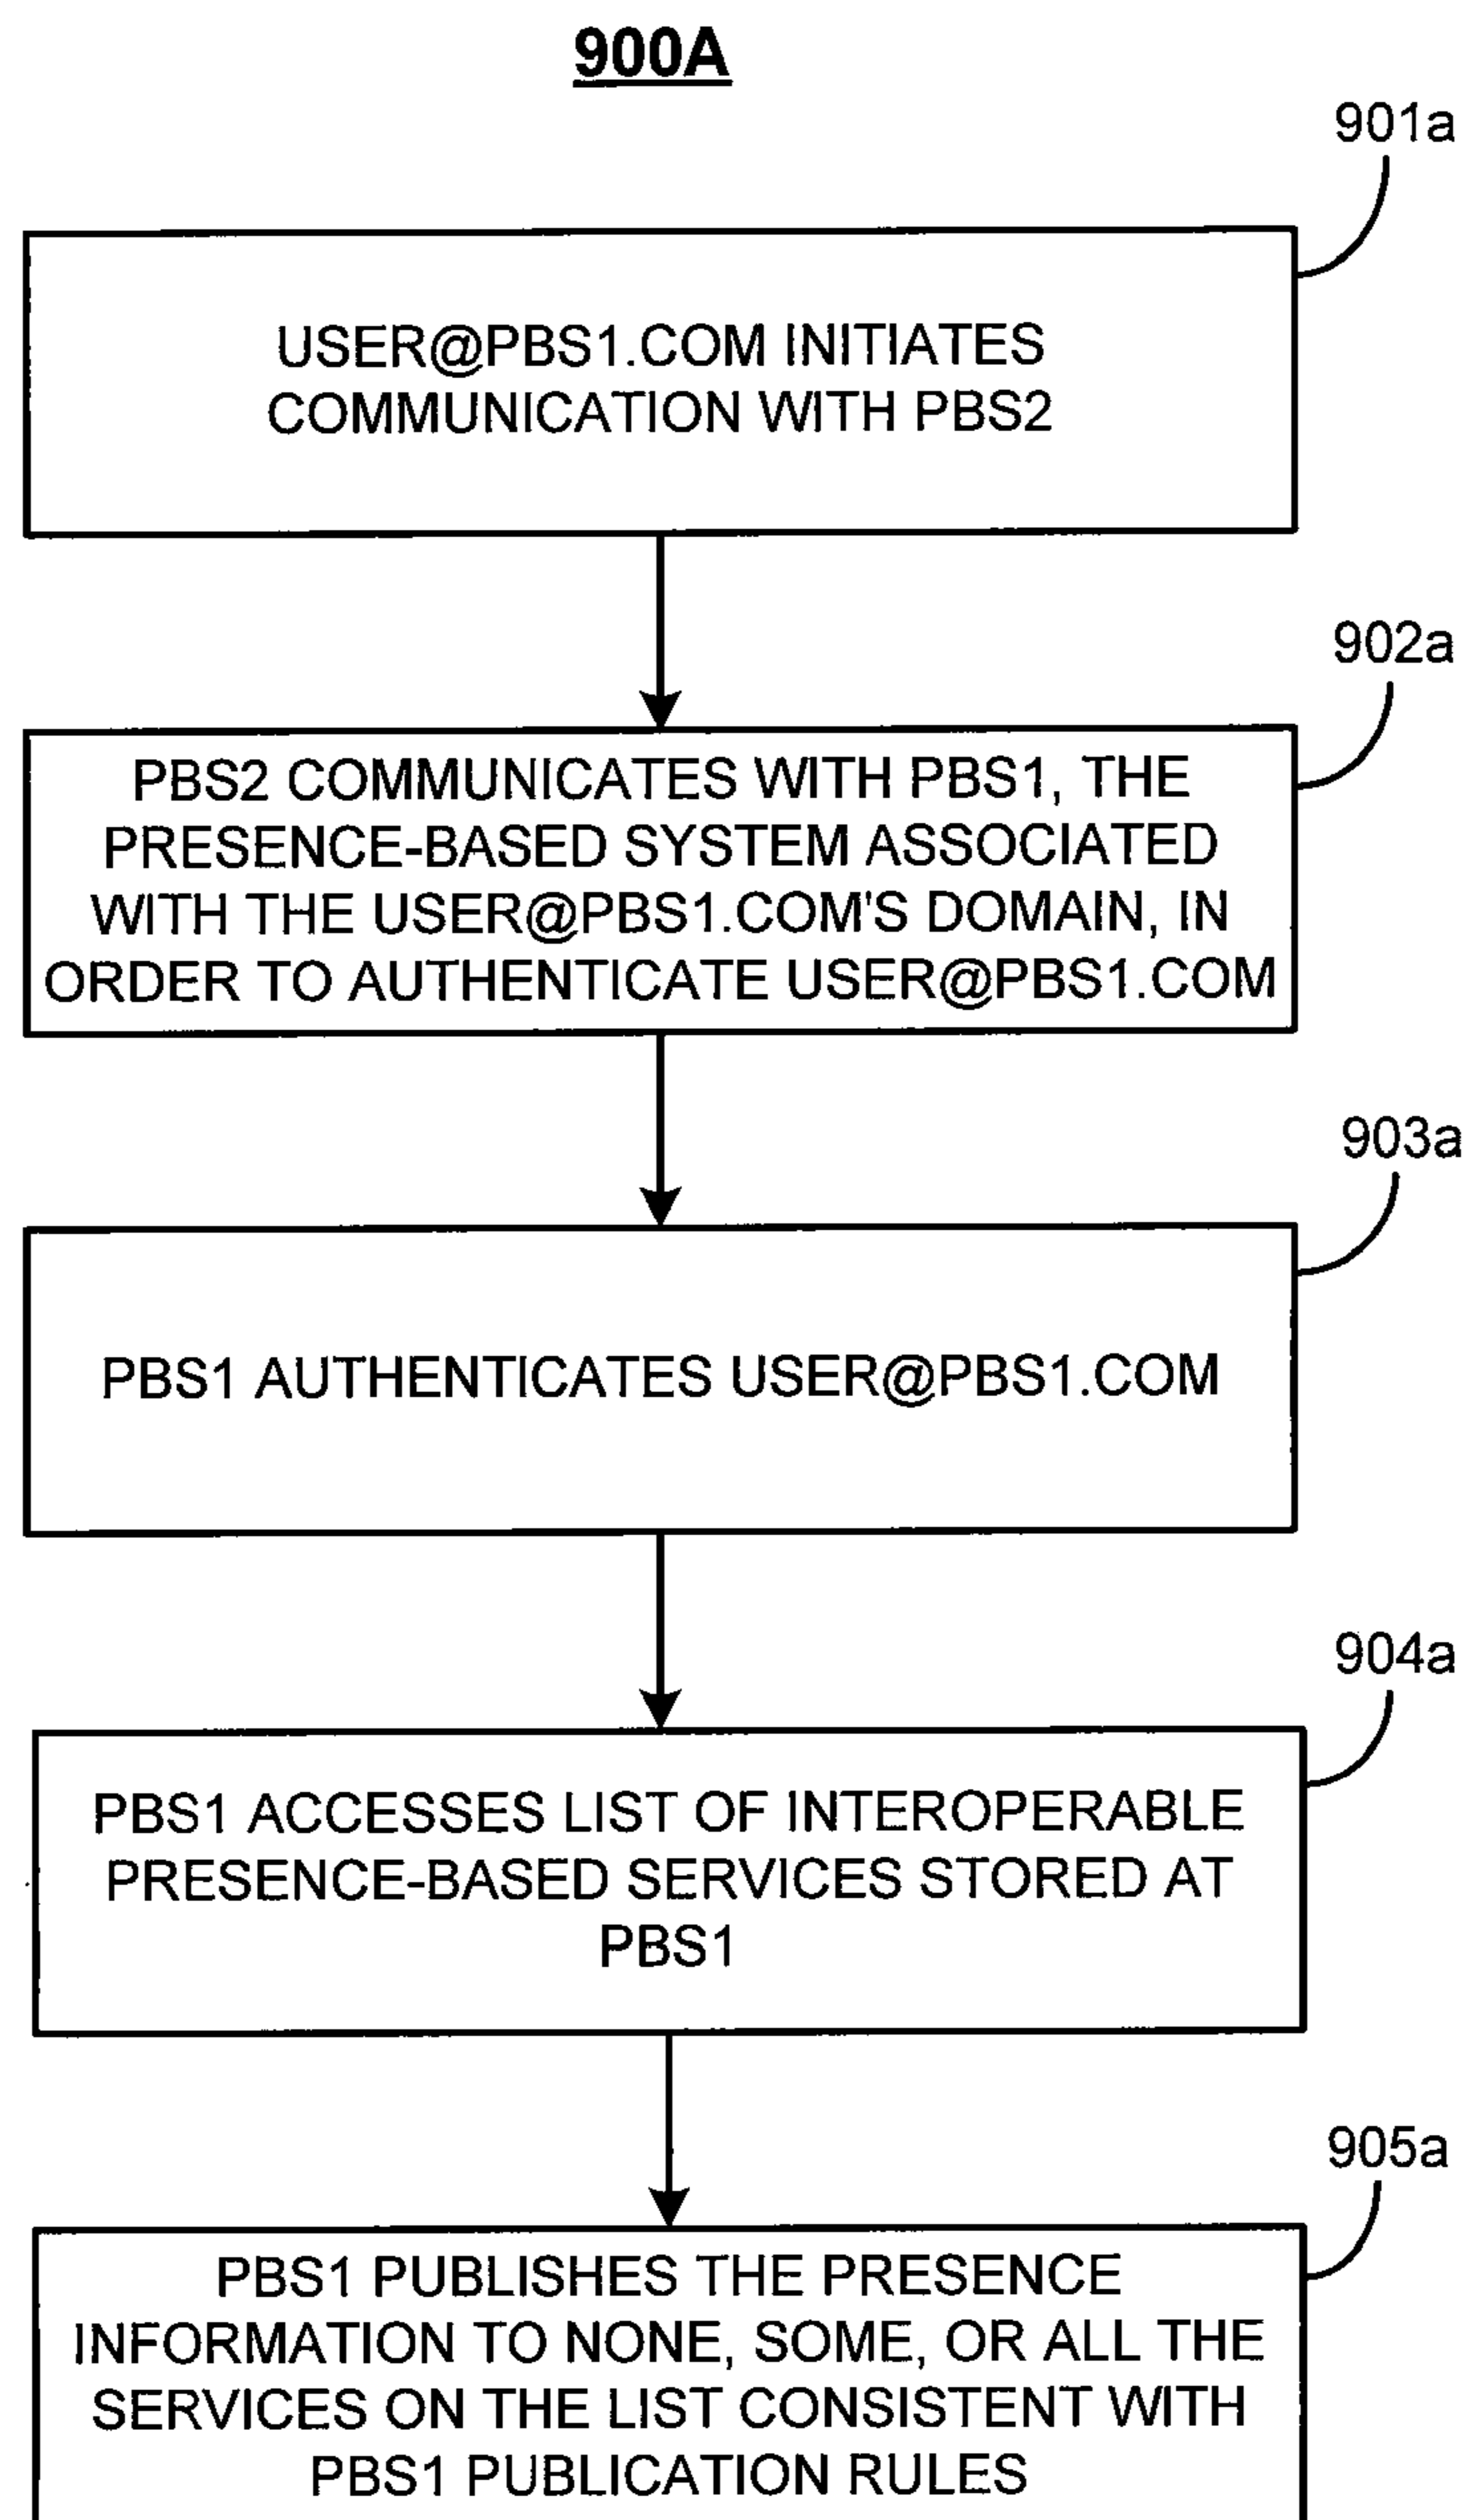 900A
901a
USER@PBS1.COM INITIATES
COMMUNICATION WITH PBS2
902a
PBS2 COMMUNICATES WITH PBS1, THE
PRESENCE-BASED SYSTEM ASSOCIATED
WITH THE USER@PBS1.COM'S DOMAIN, IN
ORDER TO AUTHENTICATE USER@PBS1.COM
903a
PBS1 AUTHENTICATES USER@PBS1.COM
904a
PBS1 ACCESSES LIST OF INTEROPERABLE
PRESENCE-BASED SERVICES STORED AT
PBS1
905a
PBS1 PUBLISHES THE PRESENCE
INFORMATION TO NONE, SOME, OR ALL THE
SERVICES ON THE LIST CONSISTENT WITH
PBS1 PUBLICATION RULES